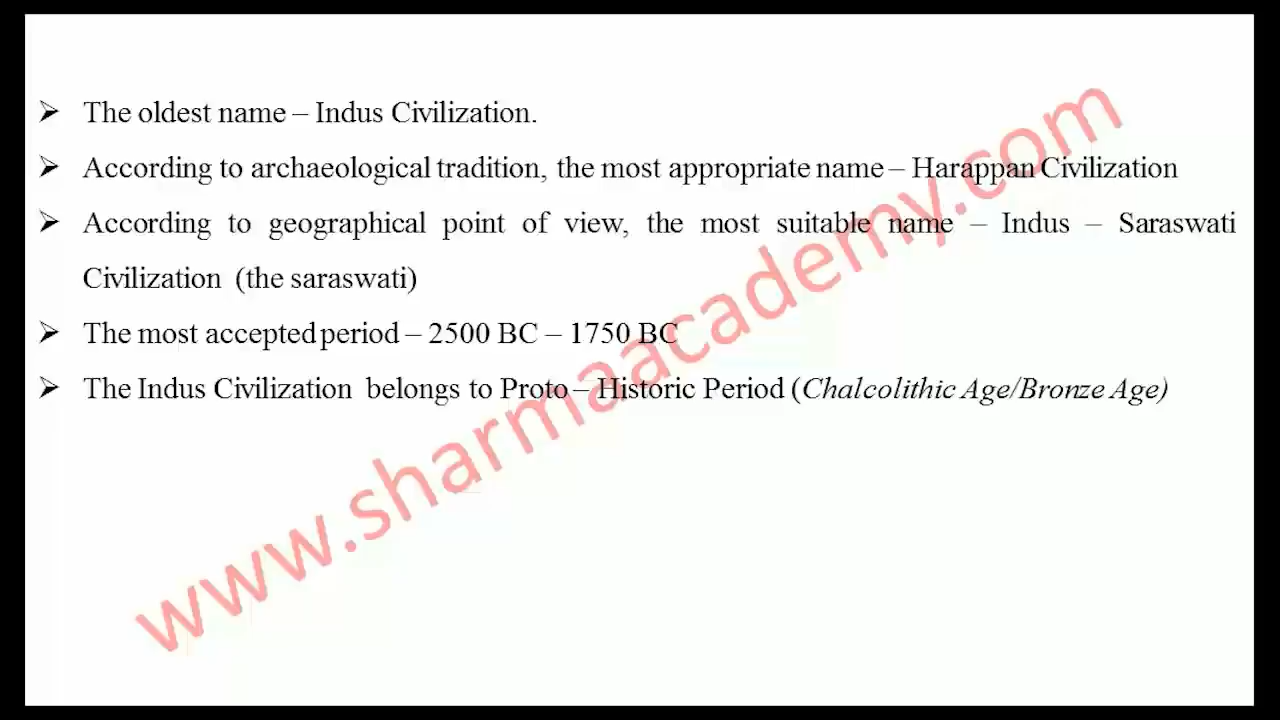 ➢ The oldest name – Indus Civilization.
➢ According to archaeological tradition, the most appropriate name – Harappan Civilization
➢ According to geographical point of view, the most suitable name – Indus – Saraswati
Civilization (the saraswati)
➢ The most accepted period – 2500 BC – 1750 BC
➢ The Indus Civilization belongs to Proto – Historic Period (Chalcolithic Age/Bronze Age)
www.sharmaacademy.com